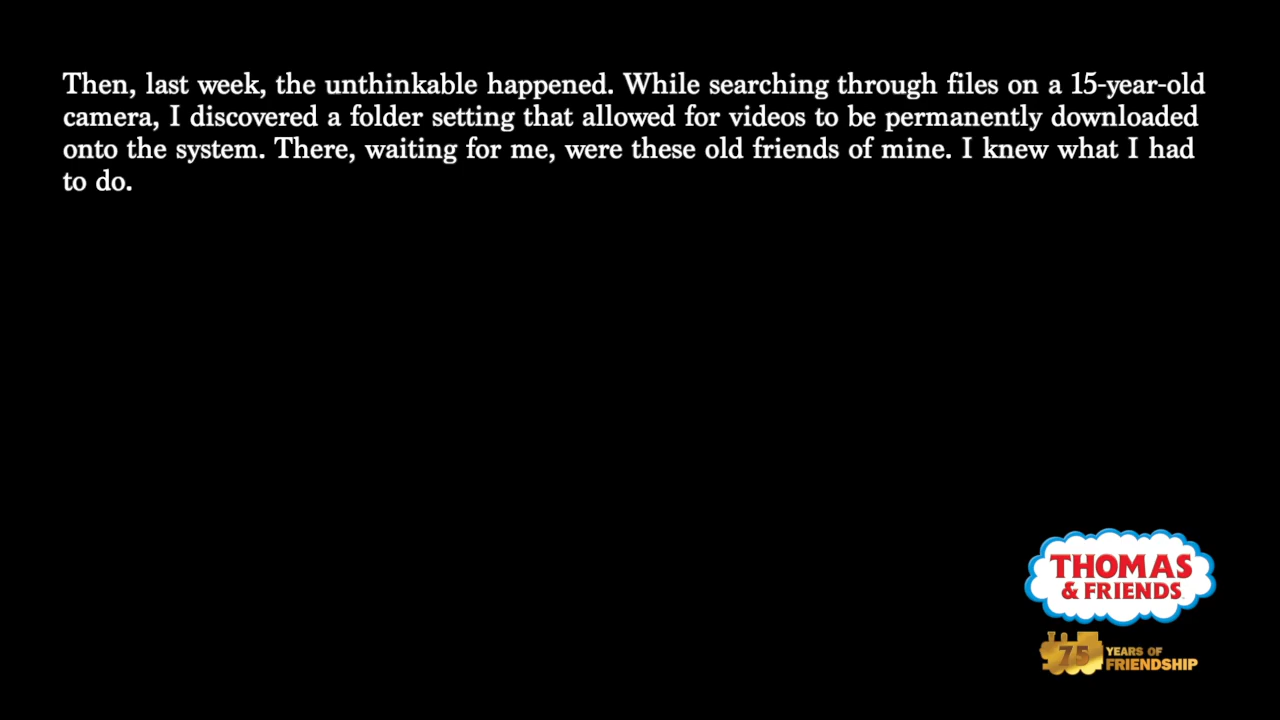 Then, last week, the unthinkable happened. While searching through files on a 15-year-old
camera, I discovered a folder setting that allowed for videos to be permanently downloaded
onto the system. There, waiting for me, were these old friends of mine. I knew what I had
to do.
THOMAS
& FRIENDS
75
YEARS OF
FRIENDSHIP